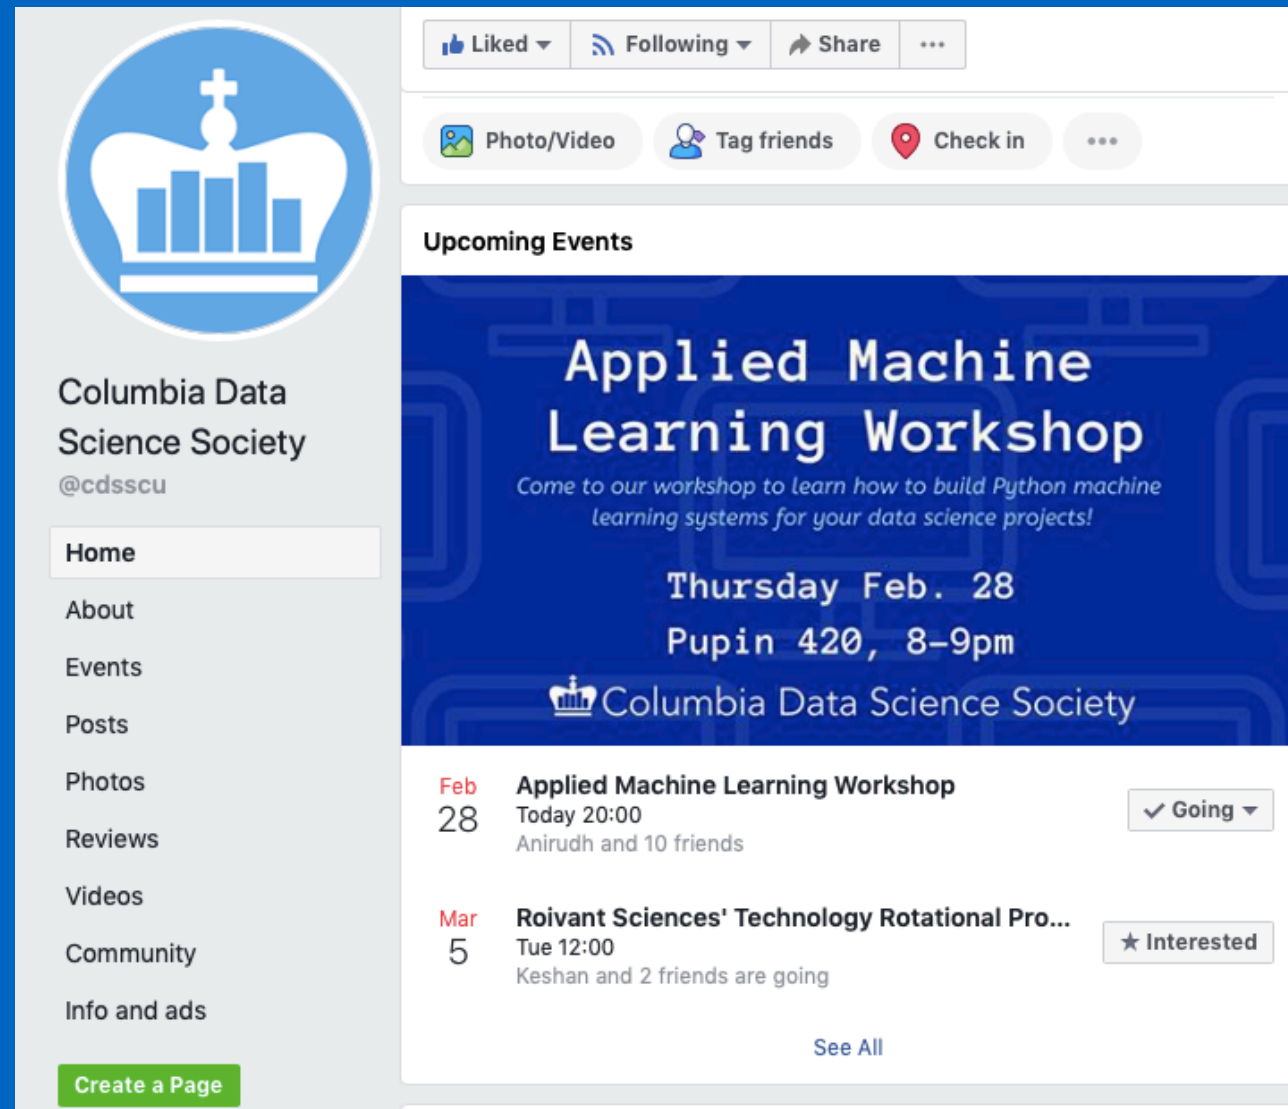 Liked
Following
Share
Photo/Video
Tag friends
Check in
Columbia Data
Science Society
@cdsscu
Home
About
Events
Posts
Photos
Reviews
Videos
Community
Info and ads
Create a Page
Upcoming Events
Applied Machine
Learning Workshop
Come to our workshop to learn how to build Python machine
learning systems for your data science projects!
Thursday Feb. 28
Pupin 420, 8-9pm
Columbia Data Science Society
Feb
28
Applied Machine Learning Workshop
Today 20:00
Anirudh and 10 friends
Going
Mar
5
Roivant Sciences' Technology Rotational Pro...
Tue 12:00
Keshan and 2 friends are going
Interested
See All